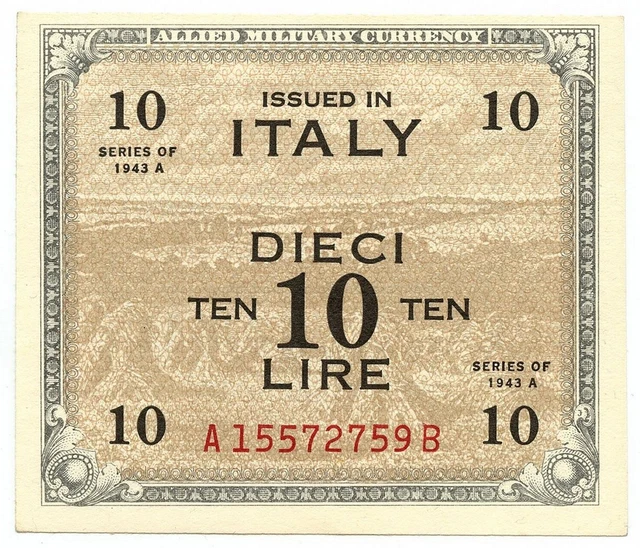 ALLIED MILITARY CURRENCY
10 ISSUED IN 10
ITALY
SERIES OF
1943 A
DIECI
TEN 10 TEN
LIRE
SERIES OF
1943 A
10 A15572759B 10